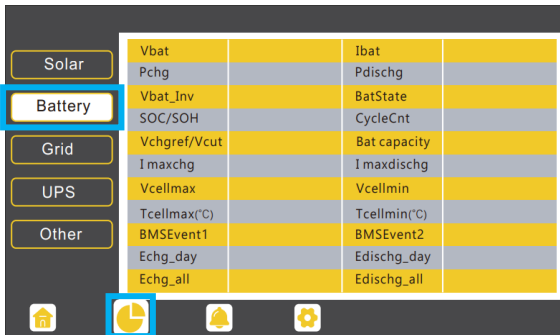 Solar
Battery
Grid
UPS
Other
Vbat Ibat
Pchg Pdischg
Vbat_Inv BatState
SOC/SOH CycleCnt
Vchgref/Vcut Bat capacity
I maxchg I maxdischg
Vcellmax Vcellmin
Tcellmax(°C) Tcellmin(°C)
BMSEvent1 BMSEvent2
Echg_day Edischg_day
Echg_all Edischg_all